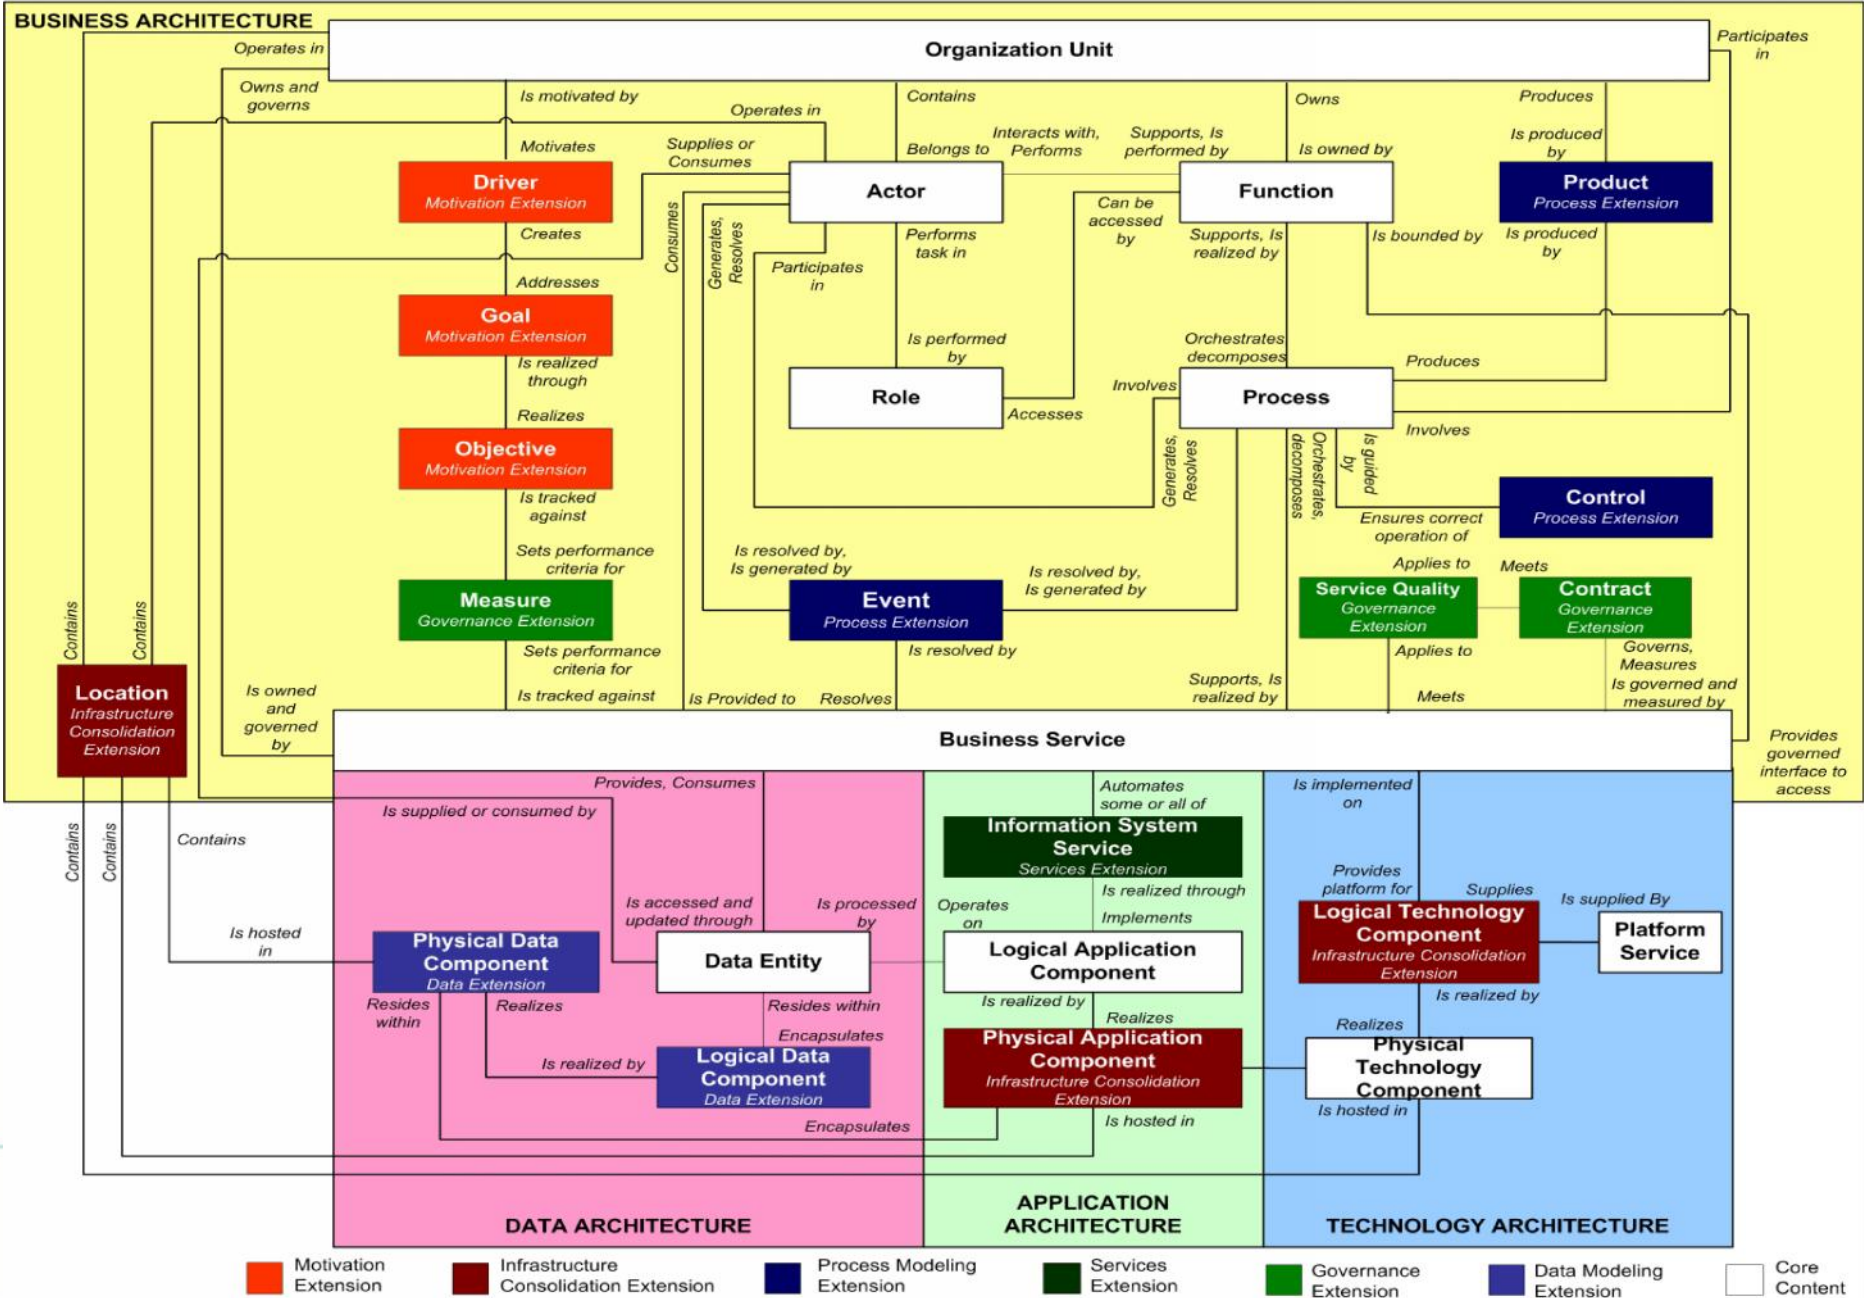 BUSINESS ARCHITECTURE
Operates in
Organization Unit
Participates
in
Owns and
governs
Is motivated by
Operates in
Contains
Owns
Produces
Motivates
Supplies or
Consumes
Belongs to
Interacts with,
Performs
Supports, Is
performed by
Is owned by
Is produced
by
Driver
Motivation Extension
Actor
Function
Product
Process Extension
Creates
Consumes
Generates,
Resolves
Performs
task in
Can be
accessed
by
Supports, Is
realized by
Is bounded by
Is produced
by
Participates
in
Addresses
Goal
Motivation Extension
Is realized
through
Is performed
by
Orchestrates
decomposes
Produces
Role
Involves
Process
Realizes
Accesses
Involves
Objective
Motivation Extension
Generates,
Resolves
Orchestrates,
decomposes
Is guided
by
Is tracked
against
Control
Process Extension
Ensures correct
operation of
Sets performance
criteria for
Is resolved by,
Is generated by
Is resolved by,
Is generated by
Applies to
Meets
Measure
Governance Extension
Event
Process Extension
Service Quality
Governance
Extension
Contract
Governance
Extension
Contains
Contains
Sets performance
criteria for
Is resolved by
Applies to
Governs,
Measures
Location
Infrastructure
Consolidation
Extension
Is owned
and
governed
by
Is tracked against
Is Provided to
Resolves
Supports, Is
realized by
Meets
Is governed and
measured by
Business Service
Provides
governed
interface to
access
Provides, Consumes
Automates
some or all of
Is implemented
on
Is supplied or consumed by
Contains
Contains
Contains
Information System
Service
Services Extension
Provides
platform for
Supplies
Is supplied By
Is realized through
Is hosted
in
Is accessed and
updated through
Is processed
by
Operates
on
Implements
Logical Technology
Component
Infrastructure Consolidation
Extension
Platform
Service
Physical Data
Component
Data Extension
Data Entity
Logical Application
Component
Resides
within
Realizes
Resides within
Is realized by
Is realized by
Encapsulates
Realizes
Realizes
Is realized by
Logical Data
Component
Data Extension
Physical Application
Component
Infrastructure Consolidation
Extension
Physical
Technology
Component
Encapsulates
Is hosted in
Is hosted in
DATA ARCHITECTURE
APPLICATION
ARCHITECTURE
TECHNOLOGY ARCHITECTURE
Motivation
Extension
Infrastructure
Consolidation Extension
Process Modeling
Extension
Services
Extension
Governance
Extension
Data Modeling
Extension
Core
Content